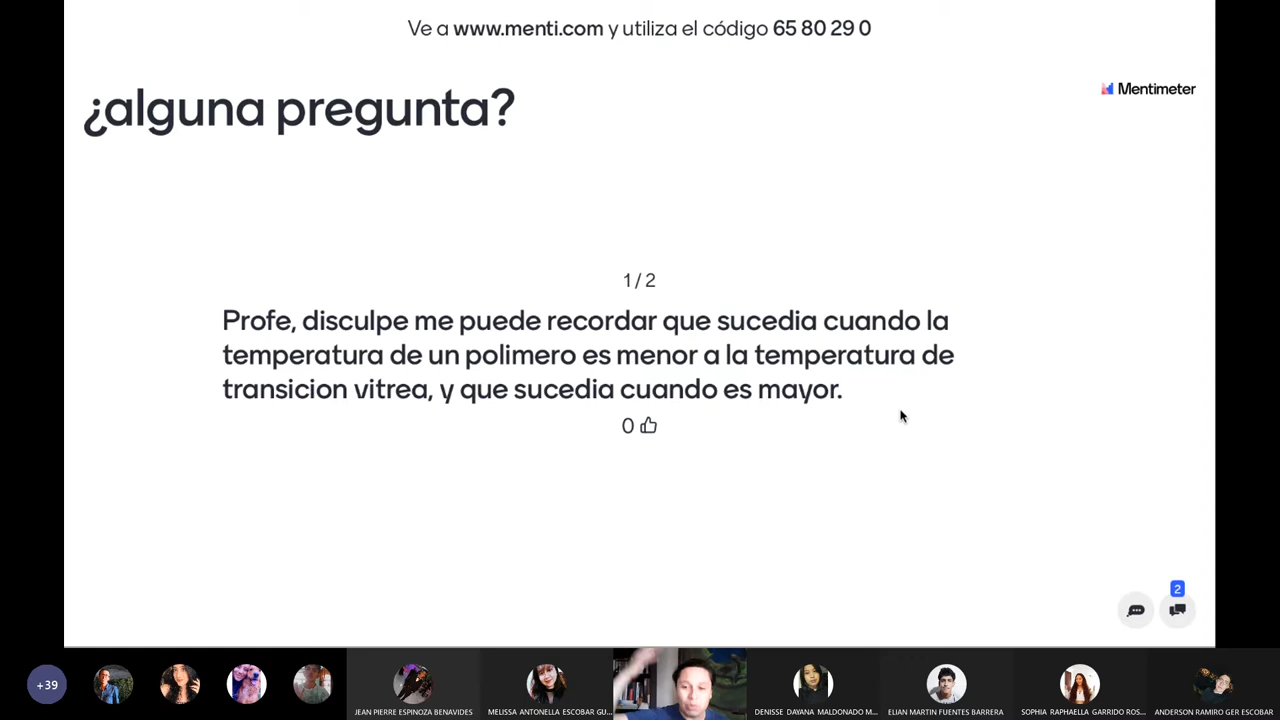 Ve a www.menti.com y utiliza el código 65 80 29 0
Mentimeter
¿alguna pregunta?
1 / 2
Profe, disculpe me puede recordar que sucedia cuando la
temperatura de un polimero es menor a la temperatura de
transicion vitrea, y que sucedia cuando es mayor.
0
2
+39
JEAN PIERRE ESPINOZA BENAVIDES
MELISSA ANTONELLA ESCOBAR GU...
DENISSE DAYANA MALDONADO M...
ELIAN MARTIN FUENTES BARRERA
SOPHIA RAPHAELLA GARRIDO ROS...
ANDERSON RAMIRO GER ESCOBAR